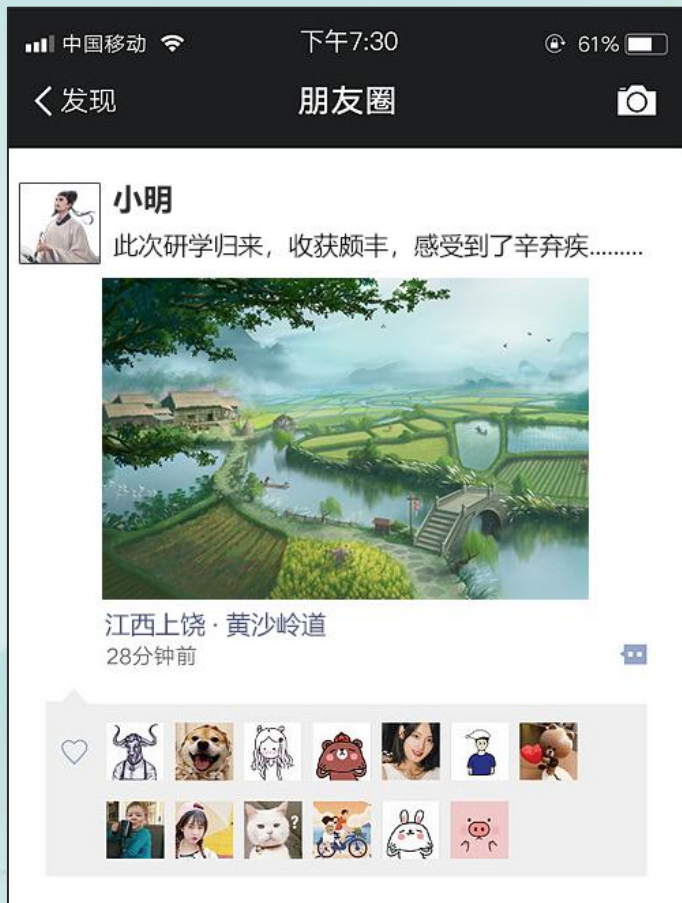 中国移动 下午7:30 61%
发现 朋友圈
小明
此次研学归来，收获颇丰，感受到了辛弃疾.........
江西上饶·黄沙岭道
28分钟前
?